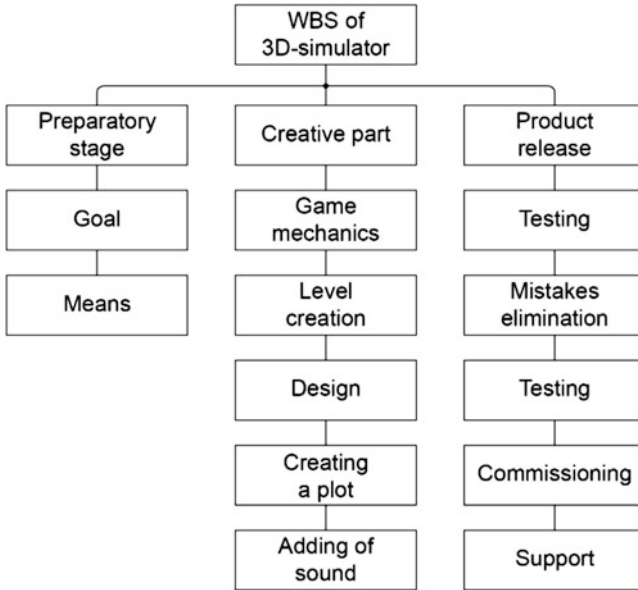 WBS of
3D-simulator
Preparatory
stage
Goal
Means
Creative part
Game
mechanics
Level
creation
Design
Creating
a plot
Adding of
sound
Product
release
Testing
Mistakes
elimination
Testing
Commissioning
Support